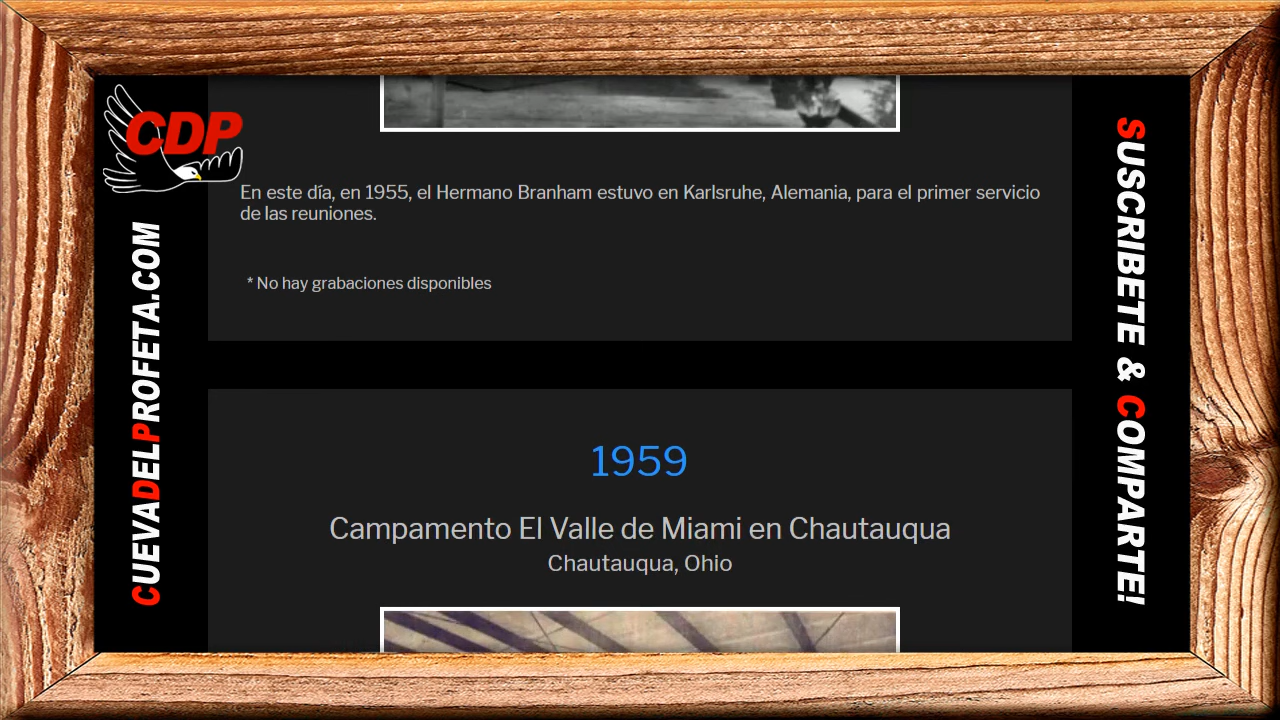 CDP
CUEVADELPROFETA.COM
En este día, en 1955, el Hermano Branham estuvo en Karlsruhe, Alemania, para el primer servicio
de las reuniones.
* No hay grabaciones disponibles
1959
Campamento El Valle de Miami en Chautauqua
Chautauqua, Ohio
SUSCRIBETE & COMPARTE!